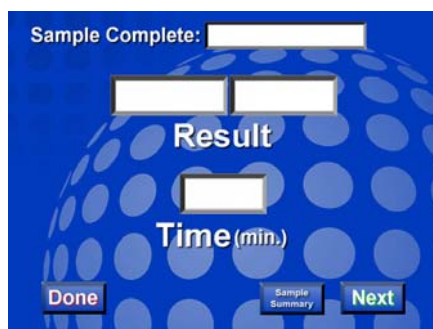 Sample Complete:
Result
Time (min.)
Done
Sample
Summary
Next